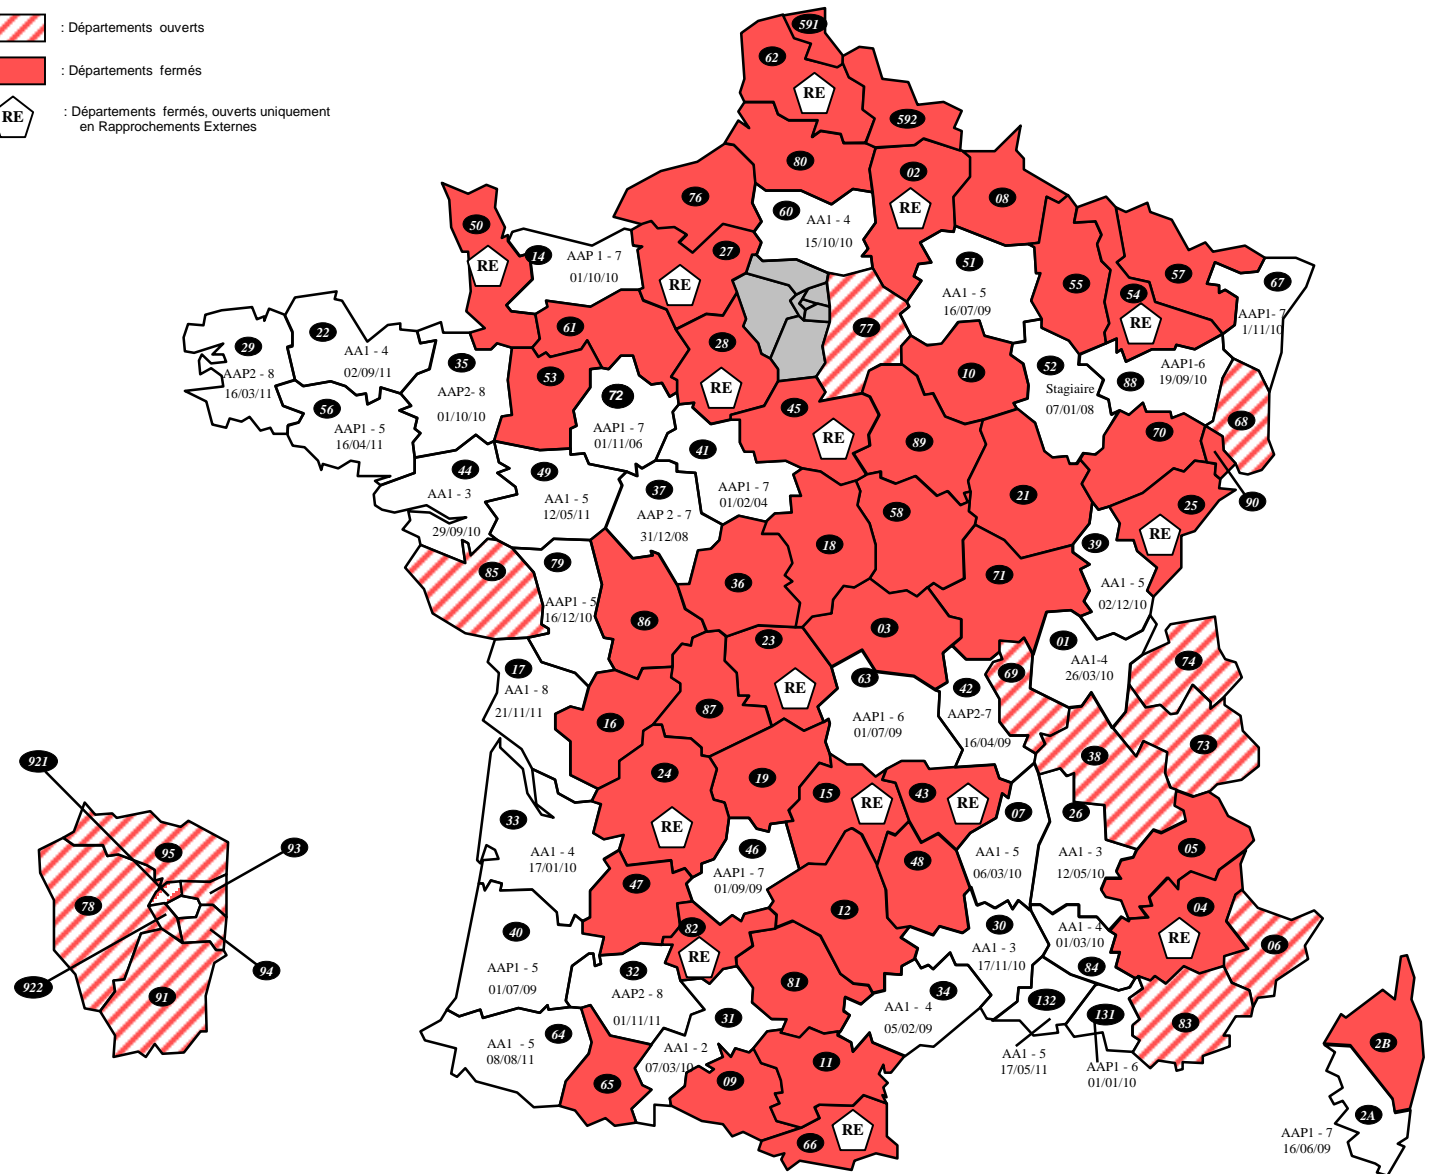 : Départements ouverts
: Départements fermés
RE
: Départements fermés, ouverts uniquement
en Rapprochements Externes
591
62
RE
592
80
02
RE
08
76
60
AA1 - 4
15/10/10
50
RE
14
AAP 1 - 7
01/10/10
27
RE
51
AA1 - 5
16/07/09
55
54
RE
57
67
AAP1- 7
1/11/10
77
61
28
RE
29
AAP2 - 8
16/03/11
22
AA1 - 4
02/09/11
35
AAP2- 8
01/10/10
53
72
AAP1 - 7
01/11/06
56
AAP1 - 5
16/04/11
10
52
Stagiaire
07/01/08
88
AAP1-6
19/09/10
68
45
RE
89
70
90
41
AAP1 - 7
01/02/04
44
AA1 - 3
29/09/10
49
AA1 - 5
12/05/11
37
AAP 2 - 7
31/12/08
58
21
25
RE
18
39
AA1 - 5
02/12/10
85
79
AAP1 - 5
16/12/10
36
71
86
23
RE
03
01
AA1-4
26/03/10
74
17
AA1 - 8
21/11/11
16
87
63
AAP1 - 6
01/07/09
42
AAP2-7
16/04/09
69
73
38
24
RE
19
15
RE
43
RE
07
AA1 - 5
06/03/10
26
AA1 - 3
12/05/10
33
AA1 - 4
17/01/10
46
AAP1 - 7
01/09/09
48
05
921
93
95
78
922
94
91
47
12
04
RE
40
AAP1 - 5
01/07/09
82
RE
30
AA1 - 3
17/11/10
AA1 - 4
01/03/10
84
06
32
AAP2 - 8
01/11/11
81
34
AA1 - 4
05/02/09
132
AA1 - 5
17/05/11
131
AAP1 - 6
01/01/10
83
64
AA1 - 5
08/08/11
31
AA1 - 2
07/03/10
65
09
11
66
RE
2B
2A
AAP1 - 7
16/06/09